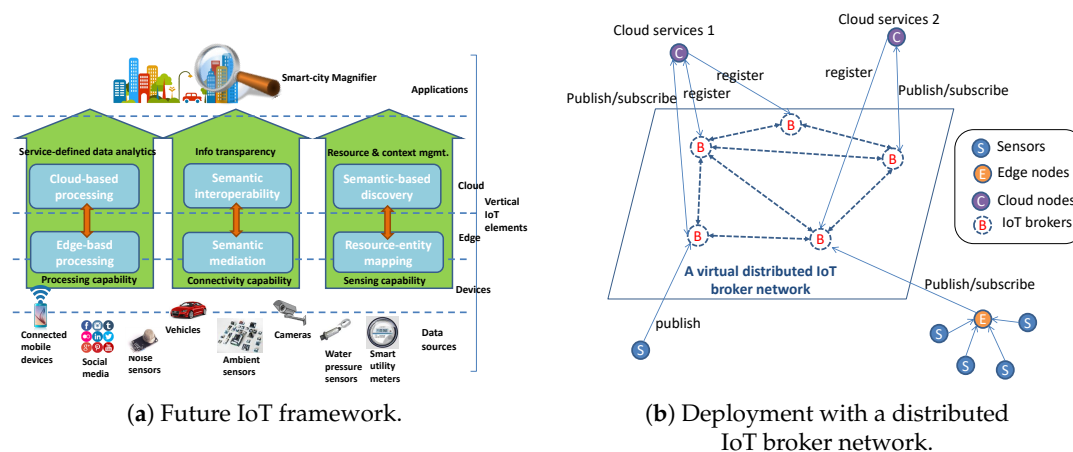 Smart-city Magnifier
Applications
Service-defined data analytics
Info transparency
Resource & context mgmt.
Cloud-based
processing
Semantic
interoperability
Semantic-based
discovery
Cloud
Vertical
IoT
elements
Edge
Edge-basd
processing
Semantic
mediation
Resource-entity
mapping
Processing capability
Connectivity capability
Sensing capability
Devices
Connected
mobile
devices
Social
media
Noise
sensors
Vehicles
Ambient
sensors
Cameras
Water
pressure
sensors
Smart
utility
meters
Data
sources
(a) Future IoT framework.
Cloud services 1
Cloud services 2
C
C
register
register
register
Publish/subscribe
Publish/subscribe
B
B
B
B
B
A virtual distributed IoT
broker network
publish
Publish/subscribe
S
E
S
S
S
S
S Sensors
E Edge nodes
C Cloud nodes
B IoT brokers
(b) Deployment with a distributed
IoT broker network.